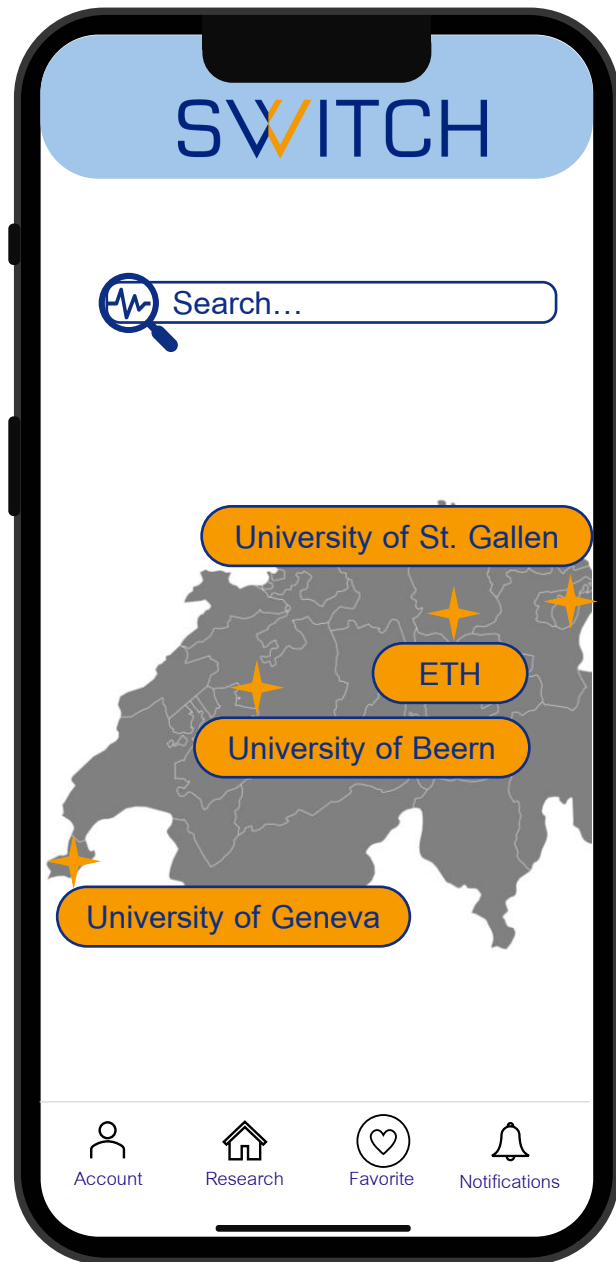 SWITCH
Search...
University of St. Gallen
ETH
University of Beern
University of Geneva
Account
Research
Favorite
Notifications